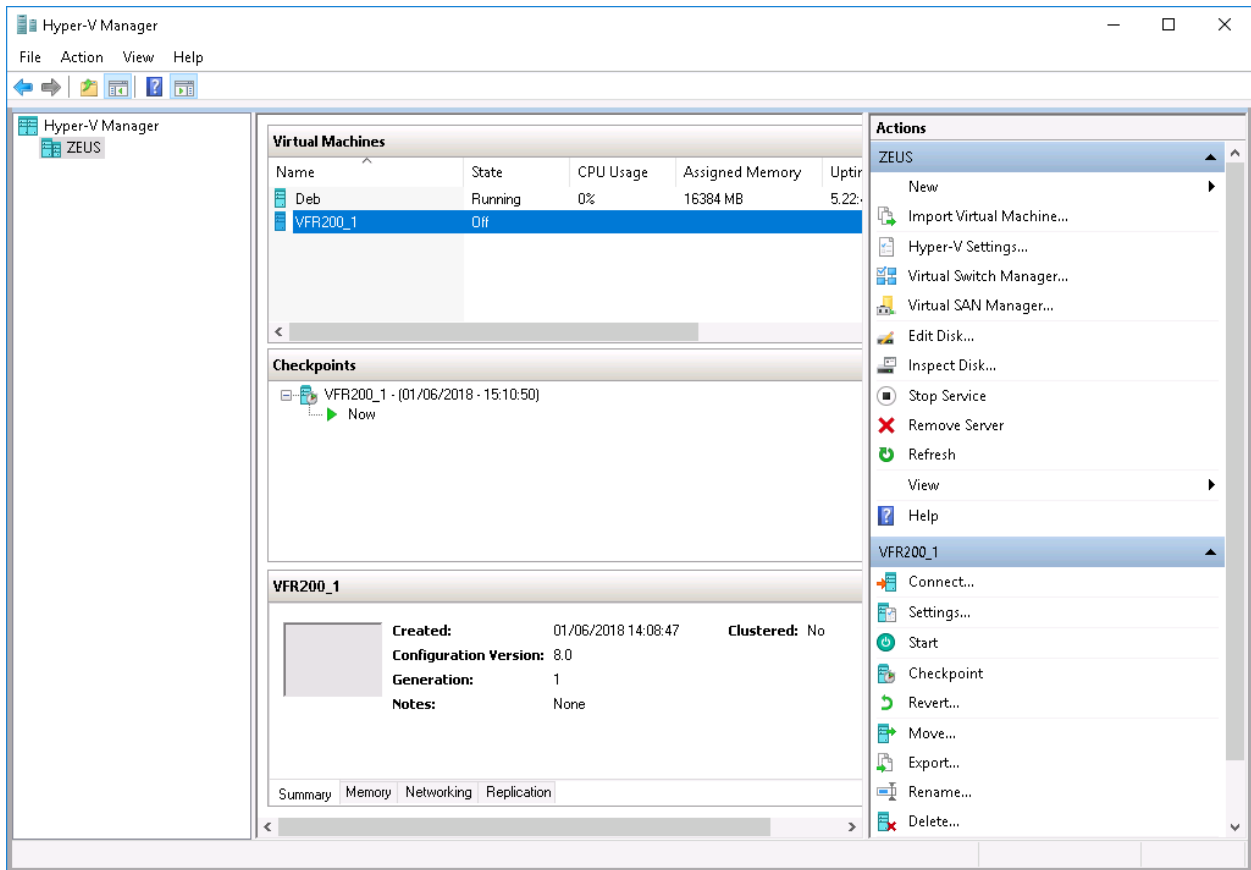 Hyper-V Manager
File Action View Help
Hyper-V Manager
ZEUS
Virtual Machines
Name State CPU Usage Assigned Memory
Deb Running 0% 16384 MB
VFR200_1 Off
Checkpoints
VFR200_1 - (01/06/2018 - 15:10:50)
Now
VFR200_1
Created: 01/06/2018 14:08:47 Clustered: No
Configuration Version: 8.0
Generation: 1
Notes: None
Summary Memory Networking Replication
Actions
ZEUS
New
Import Virtual Machine...
Hyper-V Settings...
Virtual Switch Manager...
Virtual SAN Manager...
Edit Disk...
Inspect Disk...
Stop Service
Remove Server
Refresh
View
Help
VFR200_1
Connect...
Settings...
Start
Checkpoint
Revert...
Move...
Export...
Rename...
Delete...